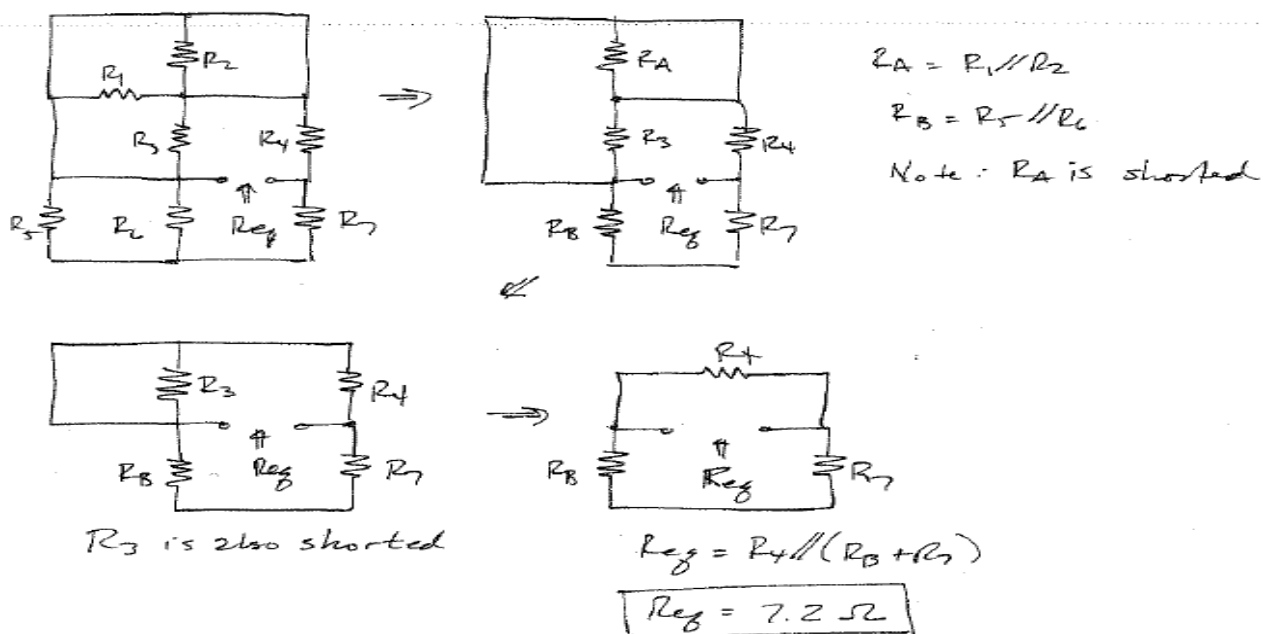 R1
R2
R3
R4
R5
R6
Req
R7
⇒
RA
R3
R4
RB
Req
R7
RA = R1//R2
RB = R5//R6
Note: RA is shorted
R3
R4
RB
Req
R7
R3 is also shorted
⇒
R4
RB
Req
R7
Req = R4//(RB+R7)
Req = 7.2 Ω